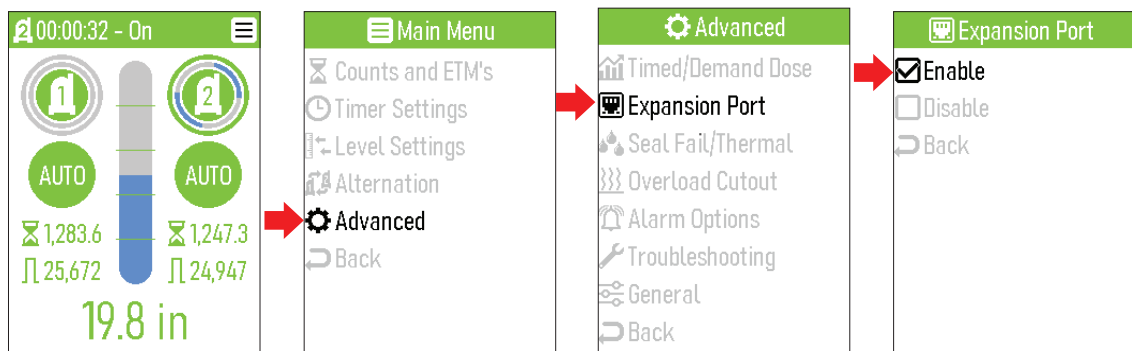 2 00:00:32 - On
1
2
AUTO
AUTO
1,283.6
1,247.3
25,672
24,947
19.8 in
Main Menu
Counts and ETM's
Timer Settings
Level Settings
Alternation
Advanced
Back
Advanced
Timed/Demand Dose
Expansion Port
Seal Fail/Thermal
Overload Cutout
Alarm Options
Troubleshooting
General
Back
Expansion Port
Enable
Disable
Back